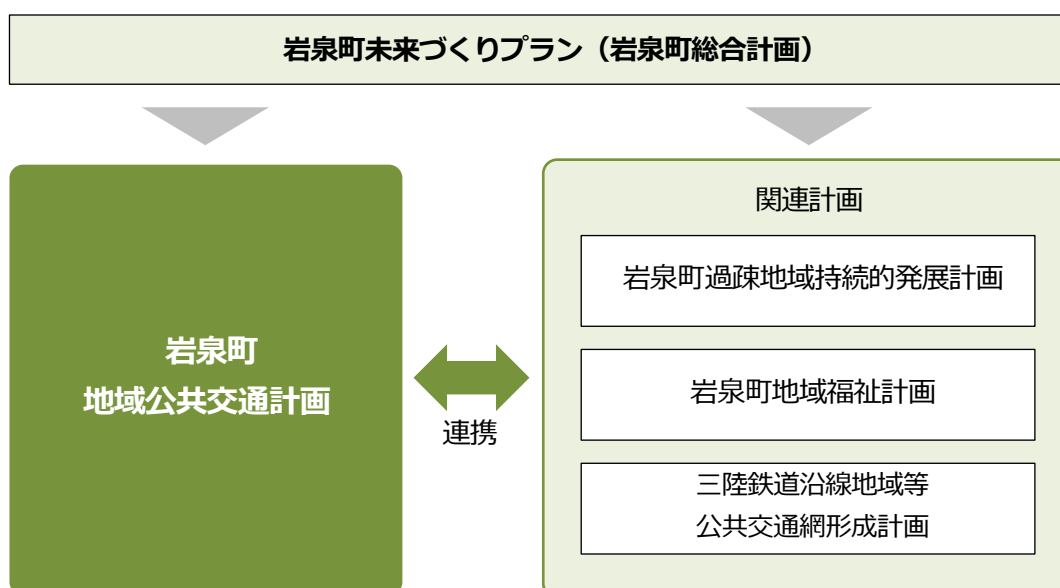 岩泉町未来づくりプラン（岩泉町総合計画）
岩泉町
地域公共交通計画
連携
関連計画
岩泉町過疎地域持続的発展計画
岩泉町地域福祉計画
三陸鉄道沿線地域等
公共交通網形成計画